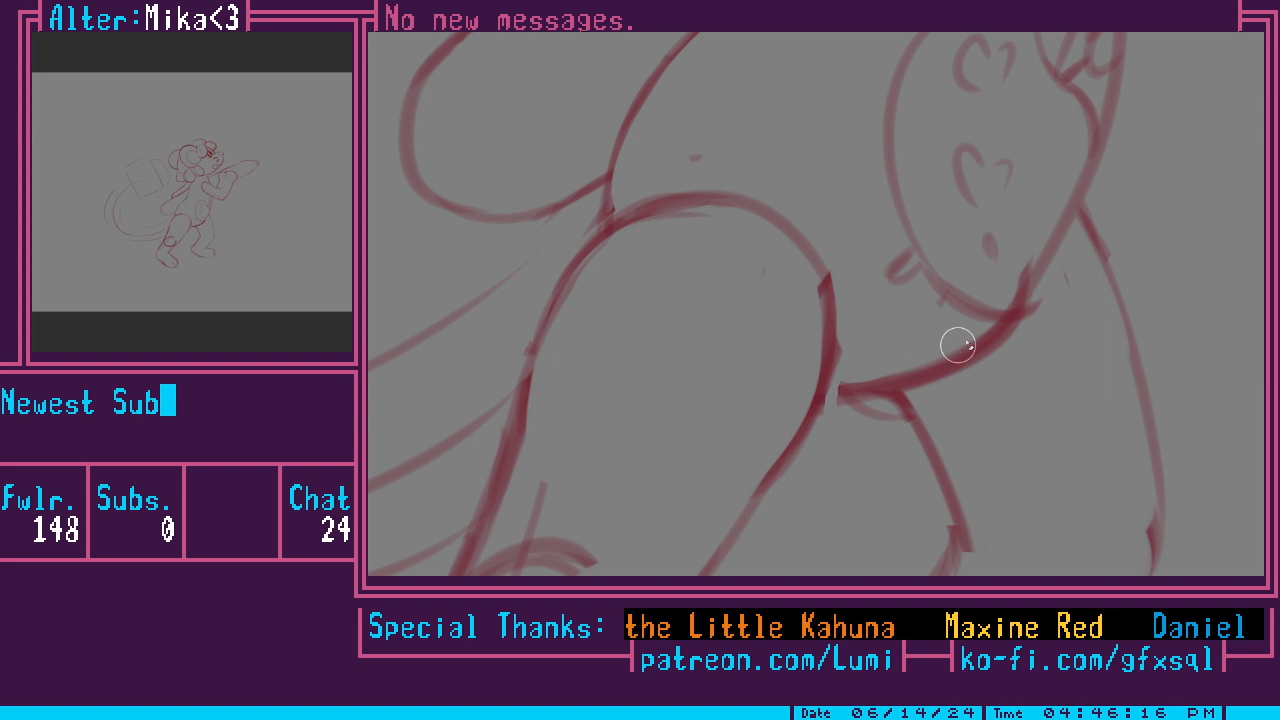 Alter:Mika<3
No new messages.
Newest Sub
Fwlr. Subs. Chat
148 0 24
Special Thanks: the Little Kahuna Maxine Red Daniel
patreon.com/Lumi ko-fi.com/gfxsql
Date 06/14/24 Time 04:46:16 PM